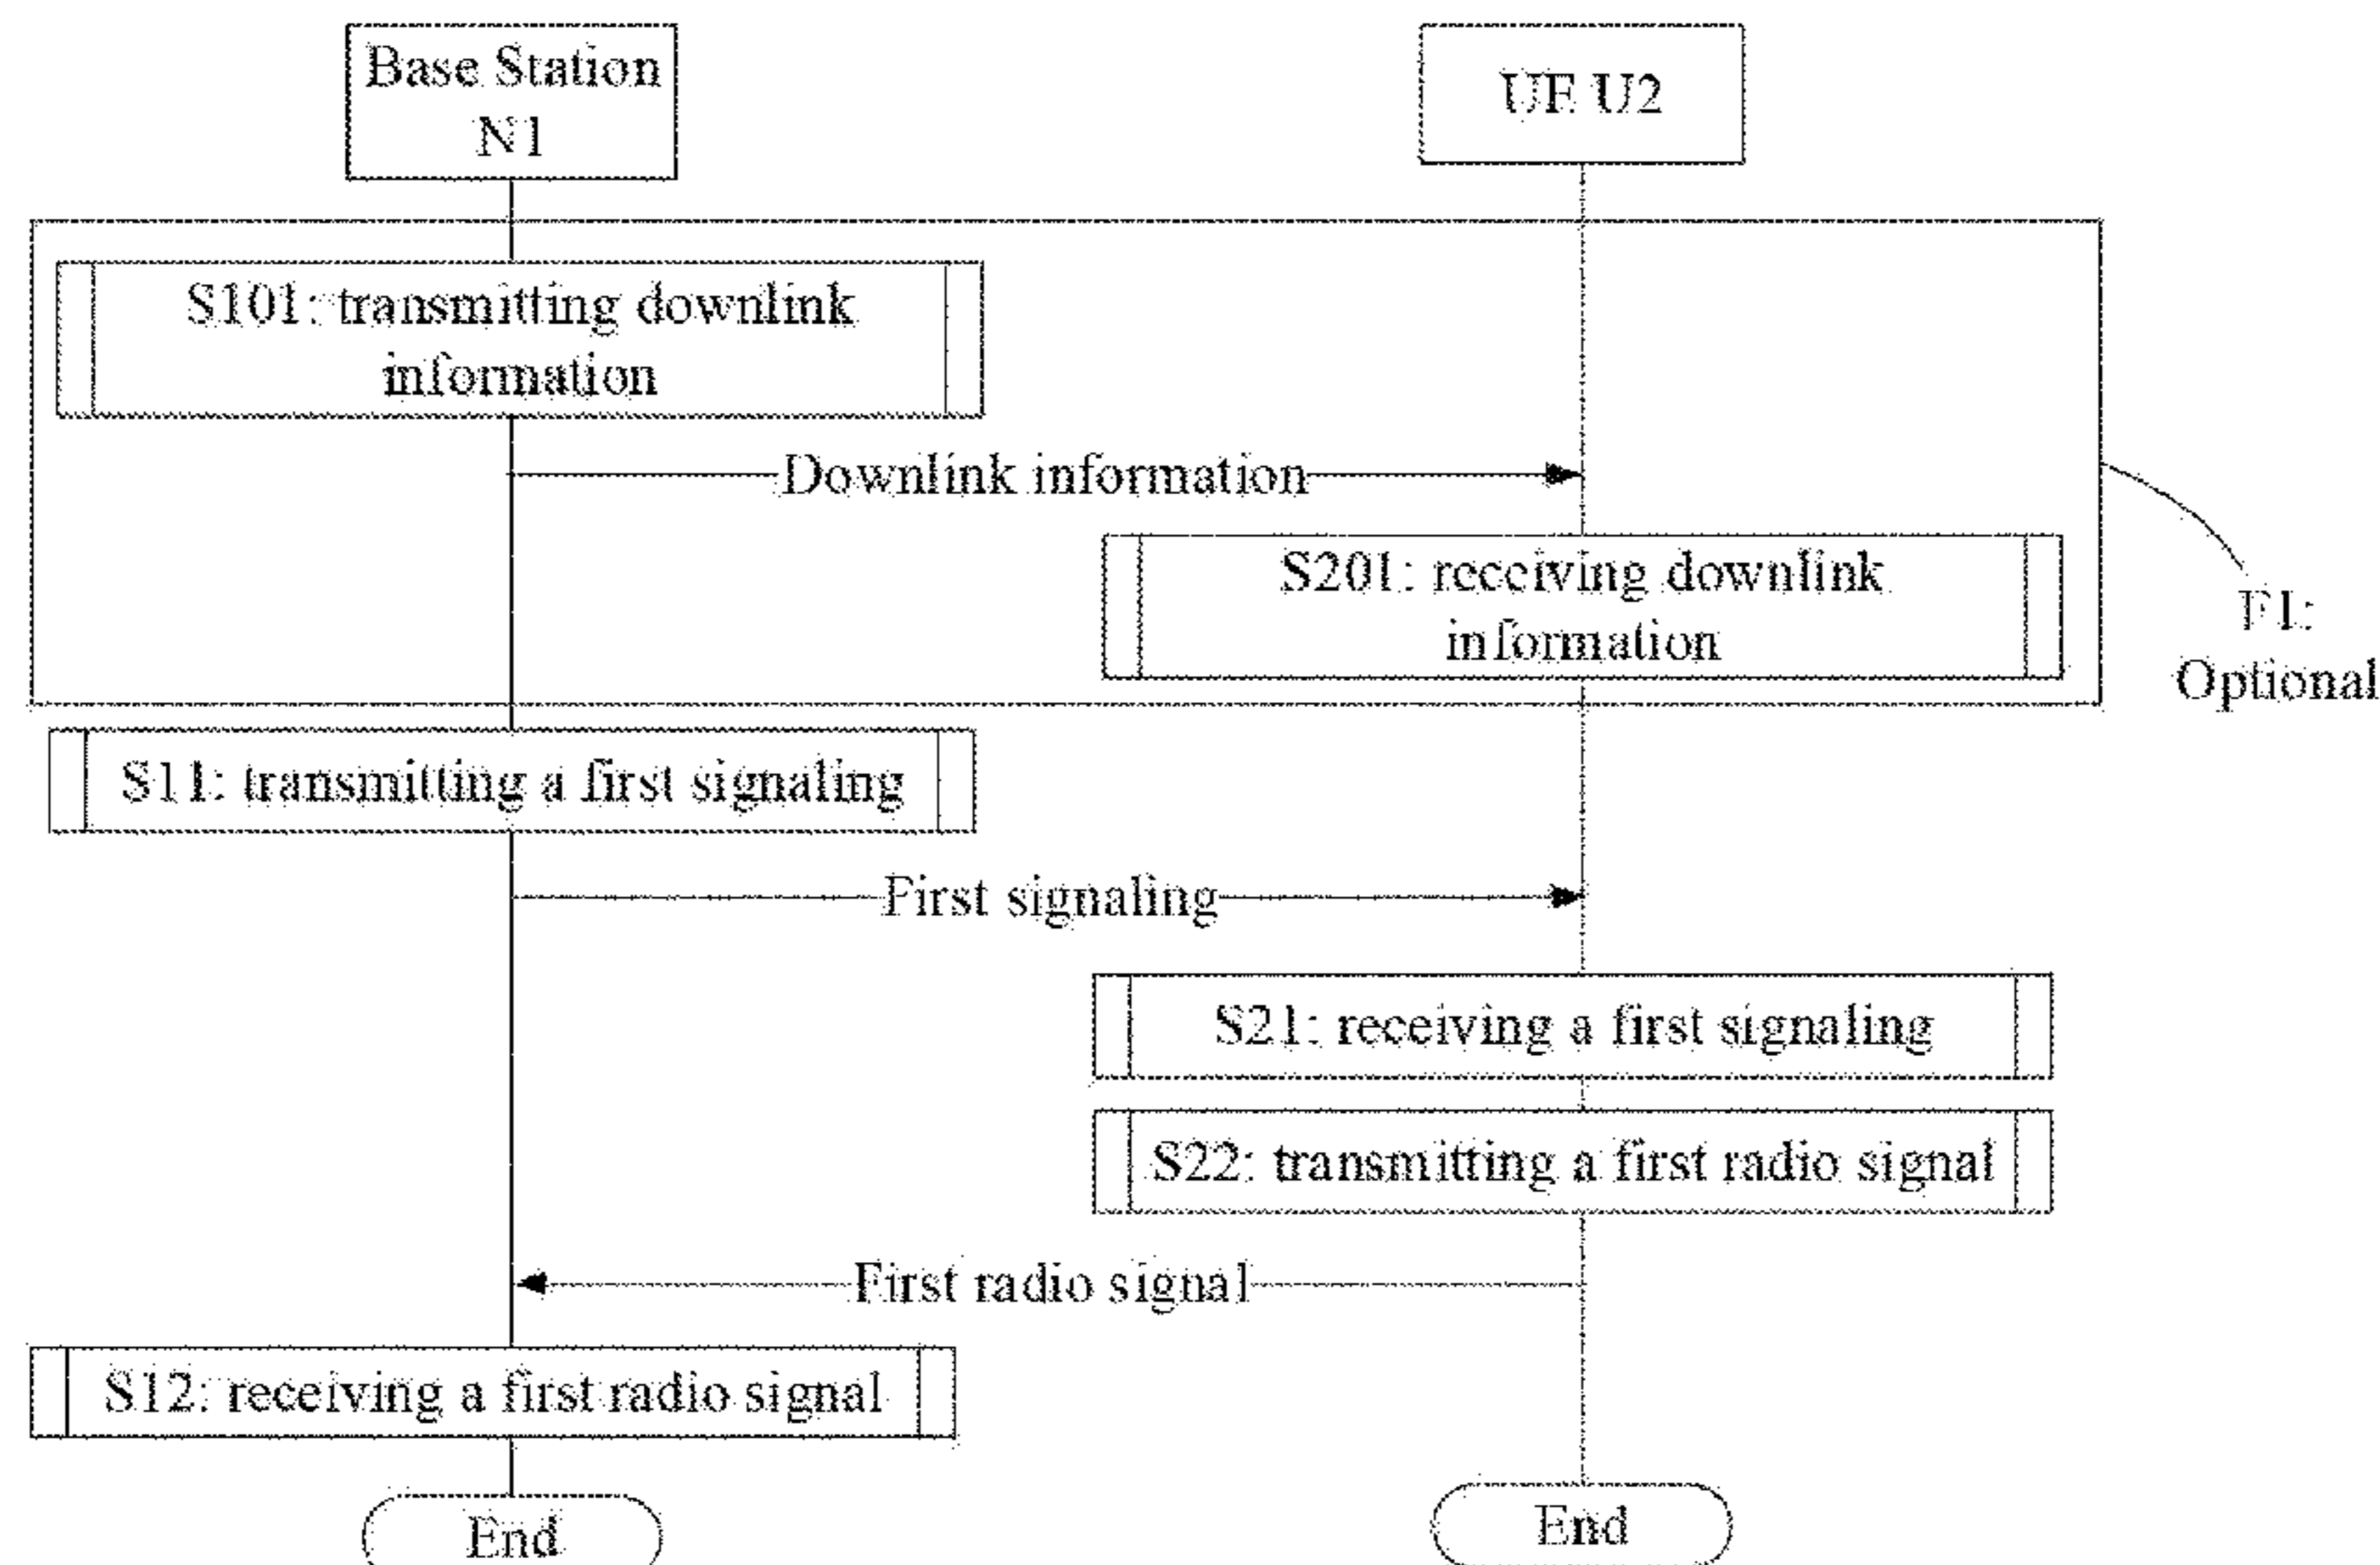 Base Station
N1
UE U2
S101: transmitting downlink
information
Downlink information
S201: receiving downlink
information
F1:
Optional
S11: transmitting a first signaling
First signaling
S21: receiving a first signaling
S22: transmitting a first radio signal
First radio signal
S12: receiving a first radio signal
End
End